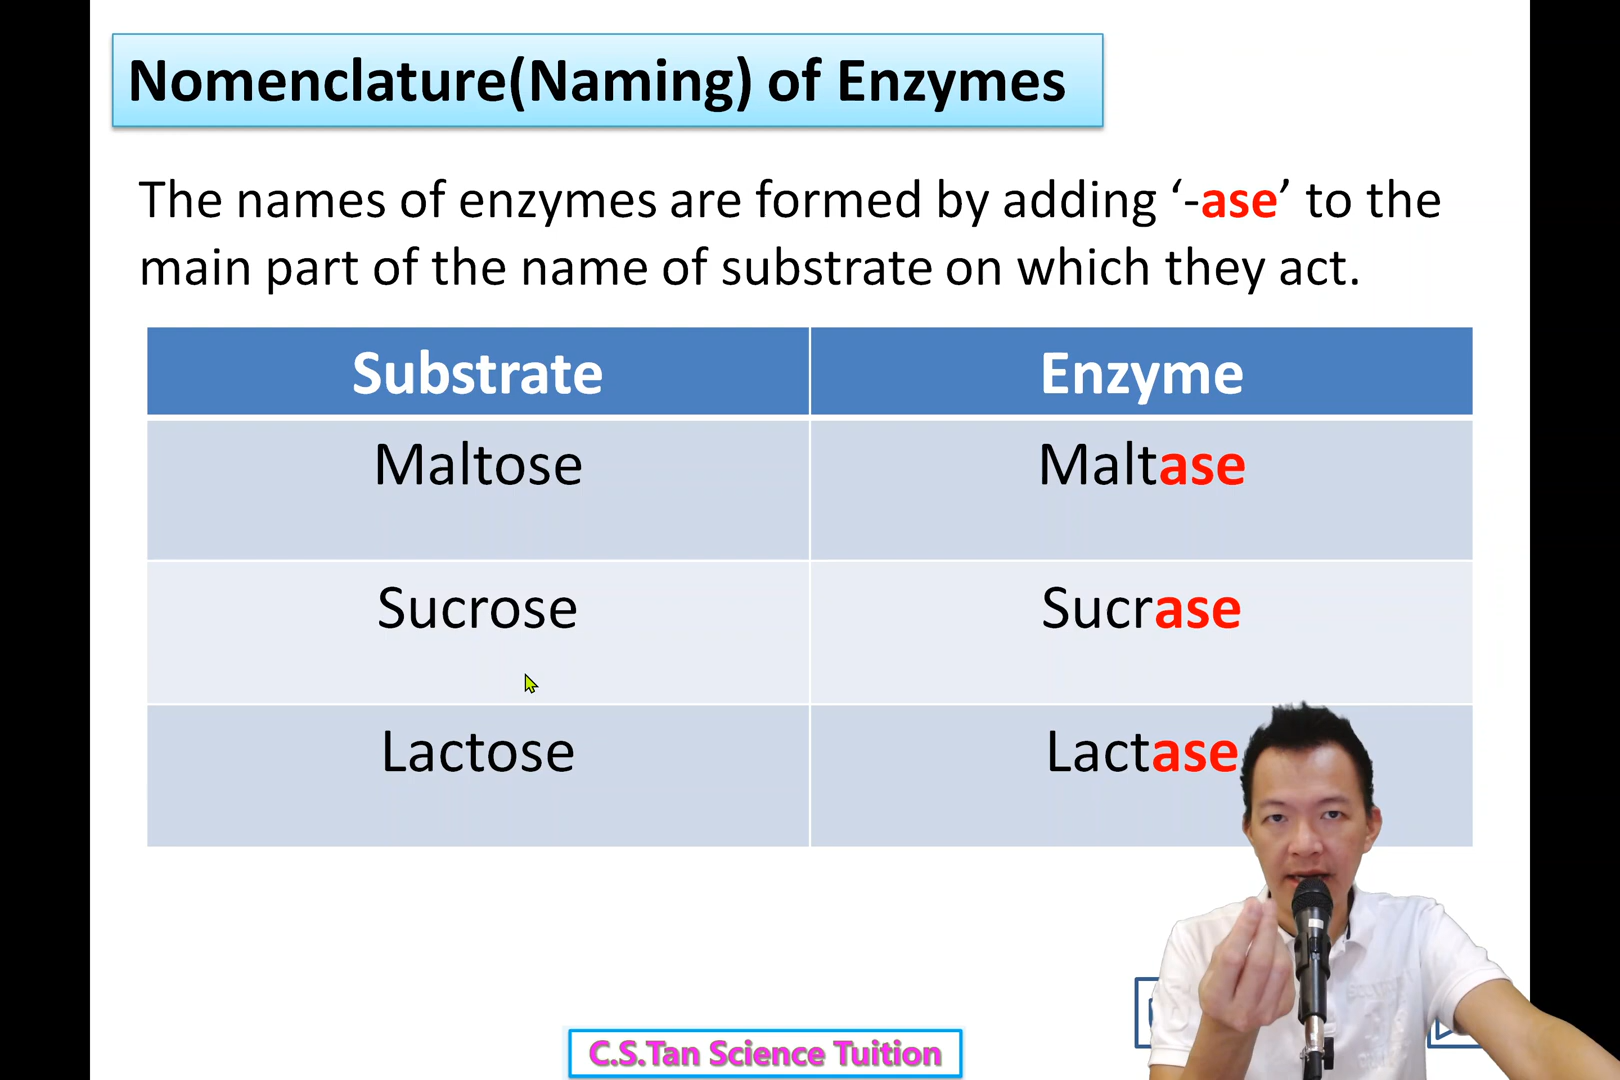 Nomenclature(Naming) of Enzymes
The names of enzymes are formed by adding ‘-ase’ to the
main part of the name of substrate on which they act.
Substrate Enzyme
Maltose Maltase
Sucrose Sucrase
Lactose Lactase
C.S.Tan Science Tuition